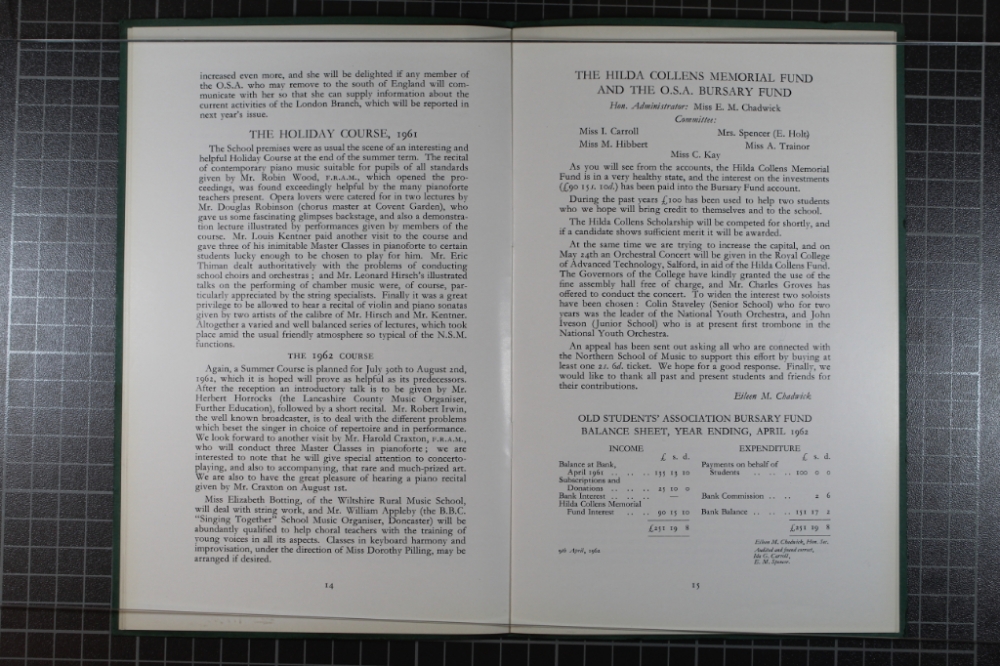 increased even more, and she will be delighted if any member of
the O.S.A. who may remove to the south of England will com-
municate with her so that she can supply information about the
current activities of the London Branch, which will be reported in
next year's issue.
THE HOLIDAY COURSE, 1961
The School premises were as usual the scene of an interesting and
helpful Holiday Course at the end of the summer term. The recital
of contemporary piano music suitable for pupils of all standards
given by Mr. Robin Wood, F.R.A.M., which opened the pro-
ceedings, was found exceedingly helpful by the many pianoforte
teachers present. Opera lovers were catered for in two lectures by
Mr. Douglas Robinson (chorus master at Covent Garden), who
gave us some fascinating glimpses backstage, and also a demonstra-
tion lecture illustrated by performances given by members of the
course. Mr. Louis Kentner paid another visit to the course and
gave three of his inimitable Master Classes in pianoforte to certain
students lucky enough to be chosen to play for him. Mr. Eric
Thiman dealt authoritatively with the problems of conducting
school choirs and orchestras; and Mr. Leonard Hirsch's illustrated
talks on the performing of chamber music were, of course, par-
ticularly appreciated by the string specialists. Finally it was a great
privilege to be allowed to hear a recital of violin and piano sonatas
given by two artists of the calibre of Mr. Hirsch and Mr. Kentner.
Altogether a varied and well balanced series of lectures, which took
place amid the usual friendly atmosphere so typical of the N.S.M.
functions.
THE 1962 COURSE
Again, a Summer Course is planned for July 30th to August 2nd,
1962, which it is hoped will prove as helpful as its predecessors.
After the reception an introductory talk is to be given by Mr.
Herbert Horrocks (the Lancashire County Music Organiser,
Further Education), followed by a short recital. Mr. Robert Irwin,
the well known broadcaster, is to deal with the different problems
which beset the singer in choice of repertoire and in performance.
We look forward to another visit by Mr. Harold Craxton, F.R.A.M.,
who will conduct three Master Classes in pianoforte; we are
interested to note that he will give special attention to concerto-
playing, and also to accompanying, that rare and much-prized art.
We are also to have the great pleasure of hearing a piano recital
given by Mr. Craxton on August 1st.
Miss Elizabeth Botting, of the Wiltshire Rural Music School,
will deal with string work, and Mr. William Appleby (the B.B.C.
"Singing Together" School Music Organiser, Doncaster) will be
abundantly qualified to help choral teachers with the training of
young voices in all its aspects. Classes in keyboard harmony and
improvisation, under the direction of Miss Dorothy Pilling, may be
arranged if desired.
14
THE HILDA COLLENS MEMORIAL FUND
AND THE O.S.A. BURSARY FUND
Hon. Administrator: Miss E. M. Chadwick
Committee:
Miss I. Carroll Mrs. Spencer (E. Holt)
Miss M. Hibbert Miss A. Trainor
Miss C. Kay
As you will see from the accounts, the Hilda Collens Memorial
Fund is in a very healthy state, and the interest on the investments
(£90 15s. 10d.) has been paid into the Bursary Fund account.
During the past years £100 has been used to help two students
who we hope will bring credit to themselves and to the school.
The Hilda Collens Scholarship will be competed for shortly, and
if a candidate shows sufficient merit it will be awarded.
At the same time we are trying to increase the capital, and on
May 24th an Orchestral Concert will be given in the Royal College
of Advanced Technology, Salford, in aid of the Hilda Collens Fund.
The Governors of the College have kindly granted the use of the
fine assembly hall free of charge, and Mr. Charles Groves has
offered to conduct the concert. To widen the interest two soloists
have been chosen: Colin Staveley (Senior School) who for two
years was the leader of the National Youth Orchestra, and John
Iveson (Junior School) who is at present first trombone in the
National Youth Orchestra.
An appeal has been sent out asking all who are connected with
the Northern School of Music to support this effort by buying at
least one 2s. 6d. ticket. We hope for a good response. Finally, we
would like to thank all past and present students and friends for
their contributions.
Eileen M. Chadwick
OLD STUDENTS' ASSOCIATION BURSARY FUND
BALANCE SHEET, YEAR ENDING, APRIL 1962
INCOME EXPENDITURE
£ s. d. £ s. d.
Balance at Bank, Payments on behalf of
April 1961 .. .. .. 135 13 10 Students .. .. .. 100 0 0
Subscriptions and
Donations .. .. .. 25 10 0
Bank Interest .. .. .. — Bank Commission .. .. 2 6
Hilda Collens Memorial
Fund Interest .. .. 90 15 10 Bank Balance .. .. .. 151 17 2
£251 19 8 £251 19 8
9th April, 1962 Eileen M. Chadwick, Hon. Sec.
Audited and found correct,
Ida G. Carroll,
E. M. Spencer.
15